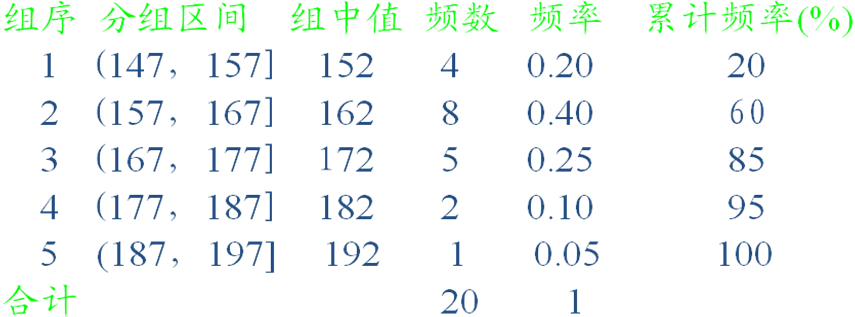 组序 分组区间 组中值 频数 频率 累计频率(%)
1 (147，157] 152 4 0.20 20
2 (157，167] 162 8 0.40 60
3 (167，177] 172 5 0.25 85
4 (177，187] 182 2 0.10 95
5 (187，197] 192 1 0.05 100
合计 20 1